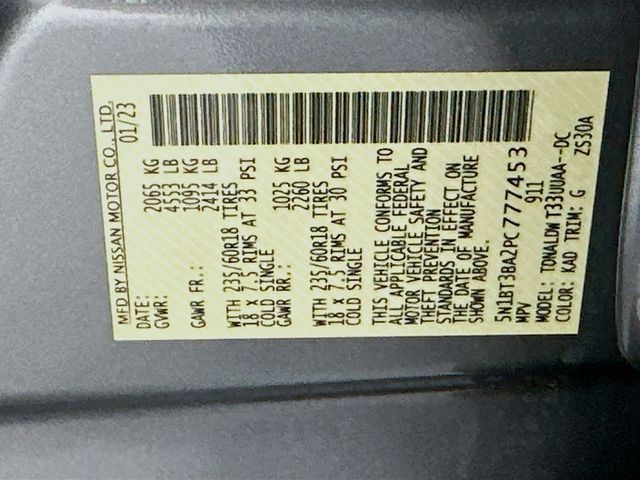 MFD BY NISSAN MOTOR CO., LTD.
DATE: 01/23
GVWR: 2065 KG
4553 LB
GAWR FR.: 1095 KG
2414 LB
WITH 235/60R18 TIRES
18 x 7.5 RIMS AT 33 PSI
COLD SINGLE
GAWR RR.: 1025 KG
2260 LB
WITH 235/60R18 TIRES
18 x 7.5 RIMS AT 30 PSI
COLD SINGLE
THIS VEHICLE CONFORMS TO
ALL APPLICABLE FEDERAL
MOTOR VEHICLE SAFETY AND
THEFT PREVENTION
STANDARDS IN EFFECT ON
THE DATE OF MANUFACTURE
SHOWN ABOVE.
5N1BT3BA2PC777453
MPV 911
MODEL: TDNALDW T33UUAA--DC
COLOR: KAD TRIM: G
ZS30A